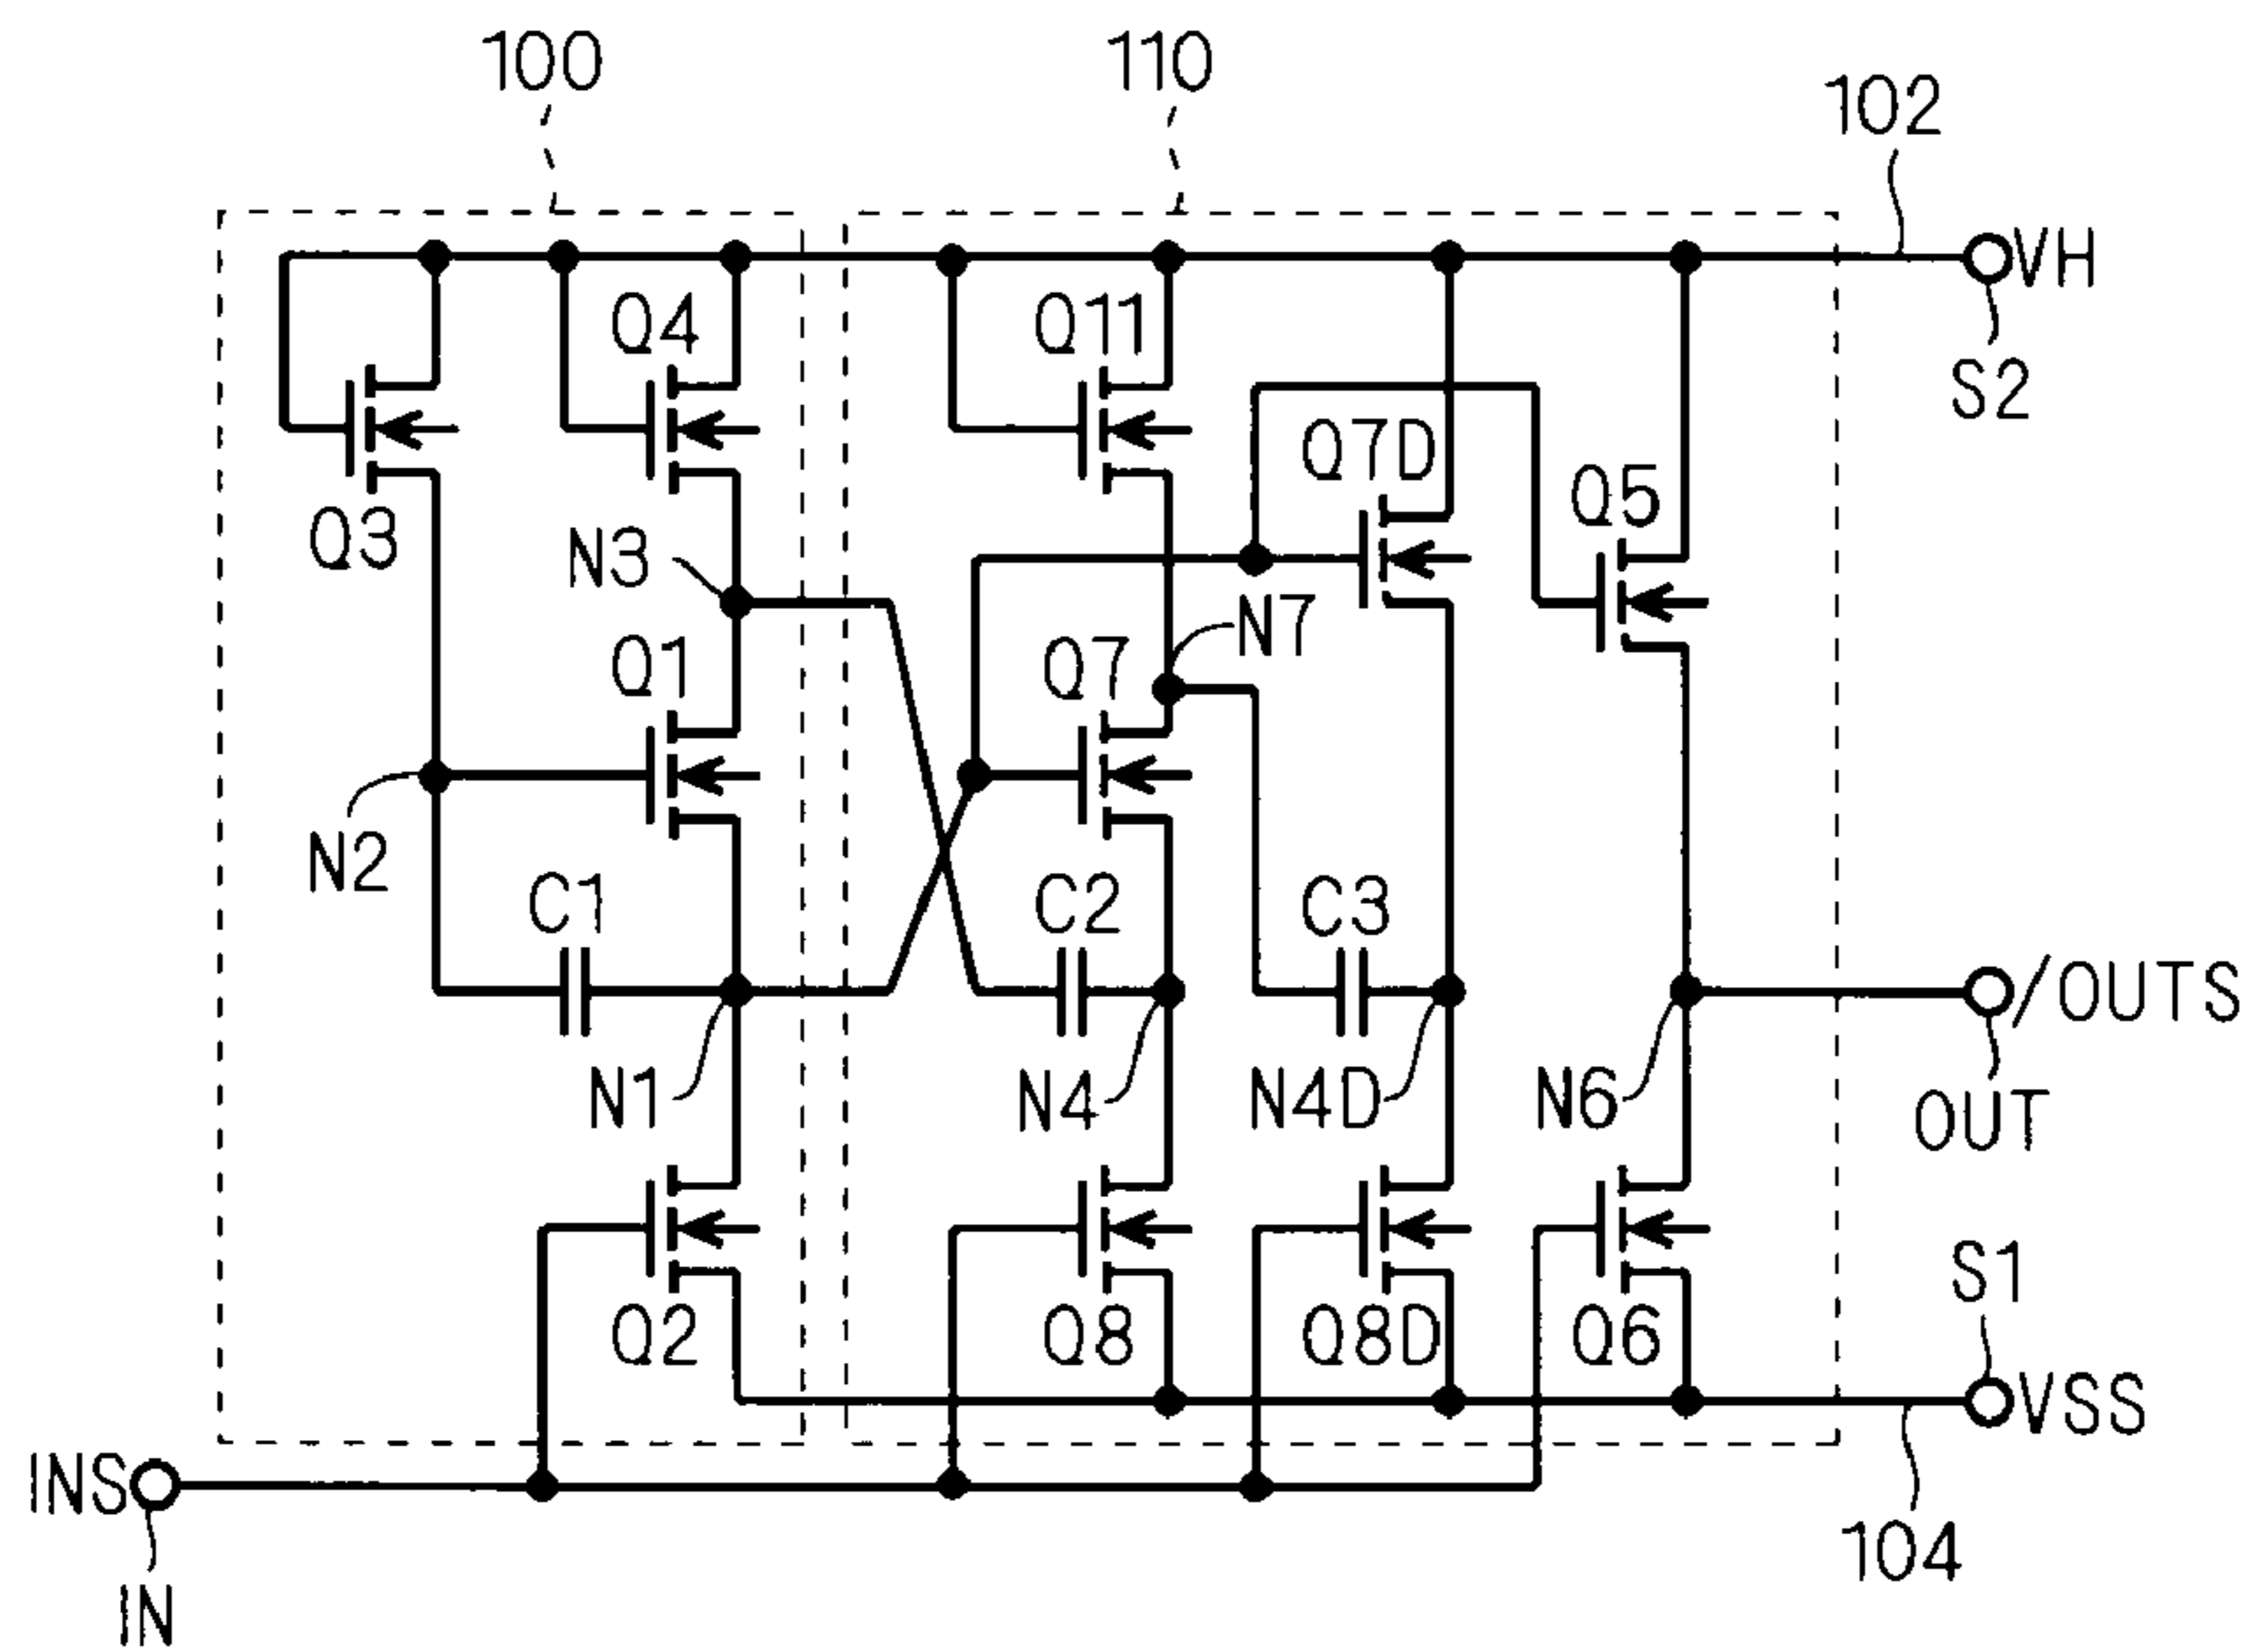 100
110
102
VH
S2
Q4
Q11
Q7D
Q5
Q3
N3
N7
Q1
Q7
N2
C1
C2
C3
/OUTS
N1
N4
N4D
N6
OUT
S1
Q2
Q8
Q8D
Q6
VSS
INS
104
IN